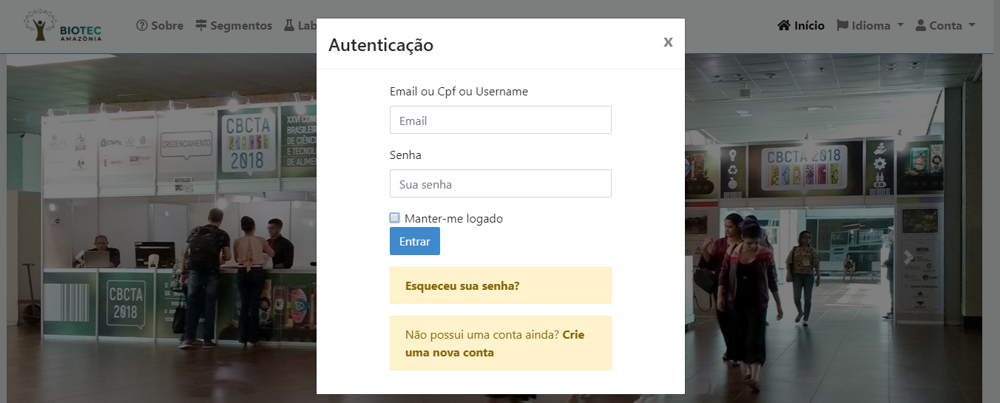 BIOTEC
AMAZÔNIA
Sobre
Segmentos
Lab
Início
Idioma
Conta
Autenticação
x
Email ou Cpf ou Username
Email
Senha
Sua senha
Manter-me logado
Entrar
Esqueceu sua senha?
Não possui uma conta ainda? Crie
uma nova conta
CNPq
CREDENCIAMENTO
CBCTA
2018
XXVI CON
BRASILEI
DE CIÊNC
E TECNOL
DE ALIME
CBCTA
2018
CBCTA 2018